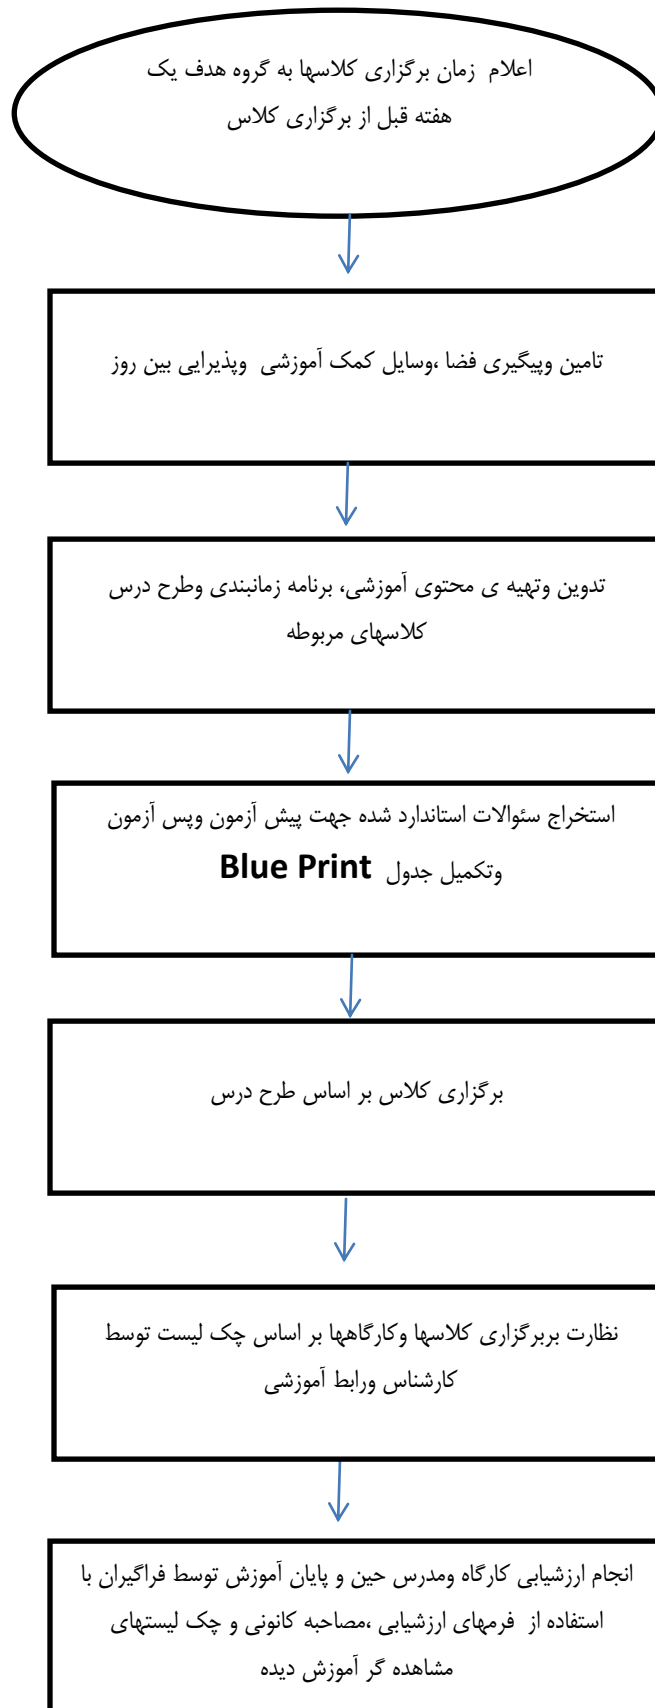 اعلام زمان برگزاری کلاسها به گروه هدف یک
هفته قبل از برگزاری کلاس
تامین وپیگیری فضا ،وسایل کمک آموزشی وپذیرایی بین روز
تدوین وتهیه ی محتوی آموزشی، برنامه زمانبندی وطرح درس
کلاسهای مربوطه
استخراج سئوالات استاندارد شده جهت پیش آزمون وپس آزمون
وتکمیل جدول Blue Print
برگزاری کلاس بر اساس طرح درس
نظارت بربرگزاری کلاسها وکارگاهها بر اساس چک لیست توسط
کارشناس ورابط آموزشی
انجام ارزشیابی کارگاه ومدرس حین و پایان آموزش توسط فراگیران با
استفاده از فرمهای ارزشیابی ،مصاحبه کانونی و چک لیستهای
مشاهده گر آموزش دیده